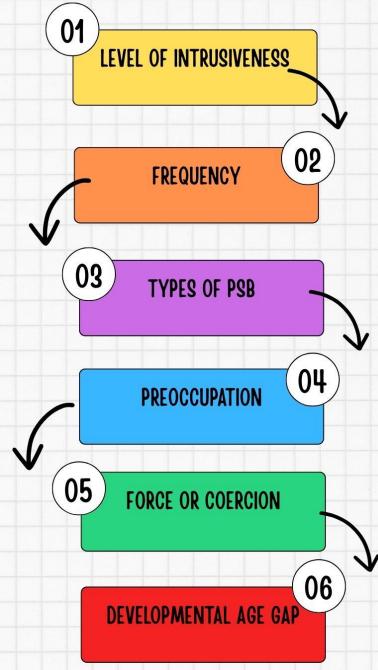 01
LEVEL OF INTRUSIVENESS
02
FREQUENCY
03
TYPES OF PSB
04
PREOCCUPATION
05
FORCE OR COERCION
06
DEVELOPMENTAL AGE GAP